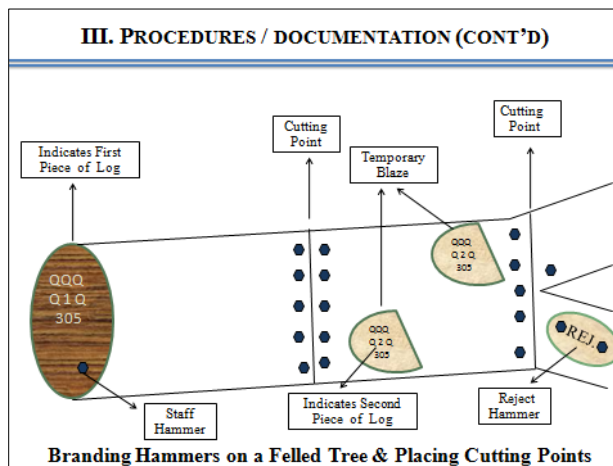 III. PROCEDURES / DOCUMENTATION (CONT'D)
Cutting
Point
Cutting
Point
Indicates First
Piece of Log
Temporary
Blaze
QQQ
Q 1 Q
305
QQQ
Q 2 Q
305
QQQ
Q 2 Q
305
REJ.
Staff
Hammer
Indicates Second
Piece of Log
Reject
Hammer
Branding Hammers on a Felled Tree & Placing Cutting Points